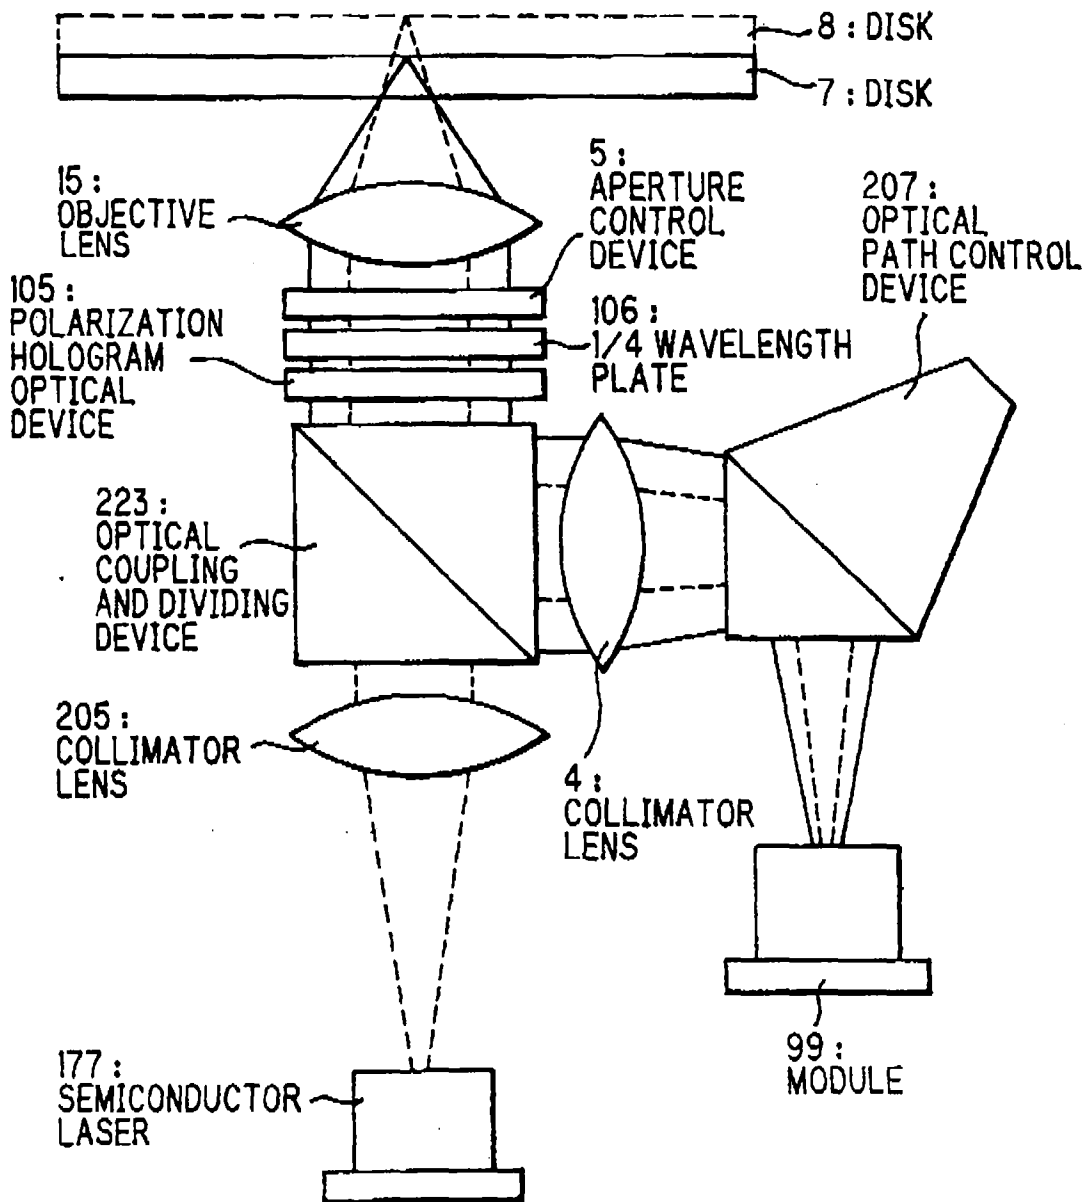 8 : DISK
7 : DISK
5 :
APERTURE
CONTROL
DEVICE
15 :
OBJECTIVE
LENS
207 :
OPTICAL
PATH CONTROL
DEVICE
105 :
POLARIZATION
HOLOGRAM
OPTICAL
DEVICE
106 :
1/4 WAVELENGTH
PLATE
223 :
OPTICAL
COUPLING
AND DIVIDING
DEVICE
205 :
COLLIMATOR
LENS
4 :
COLLIMATOR
LENS
99 :
MODULE
177 :
SEMICONDUCTOR
LASER